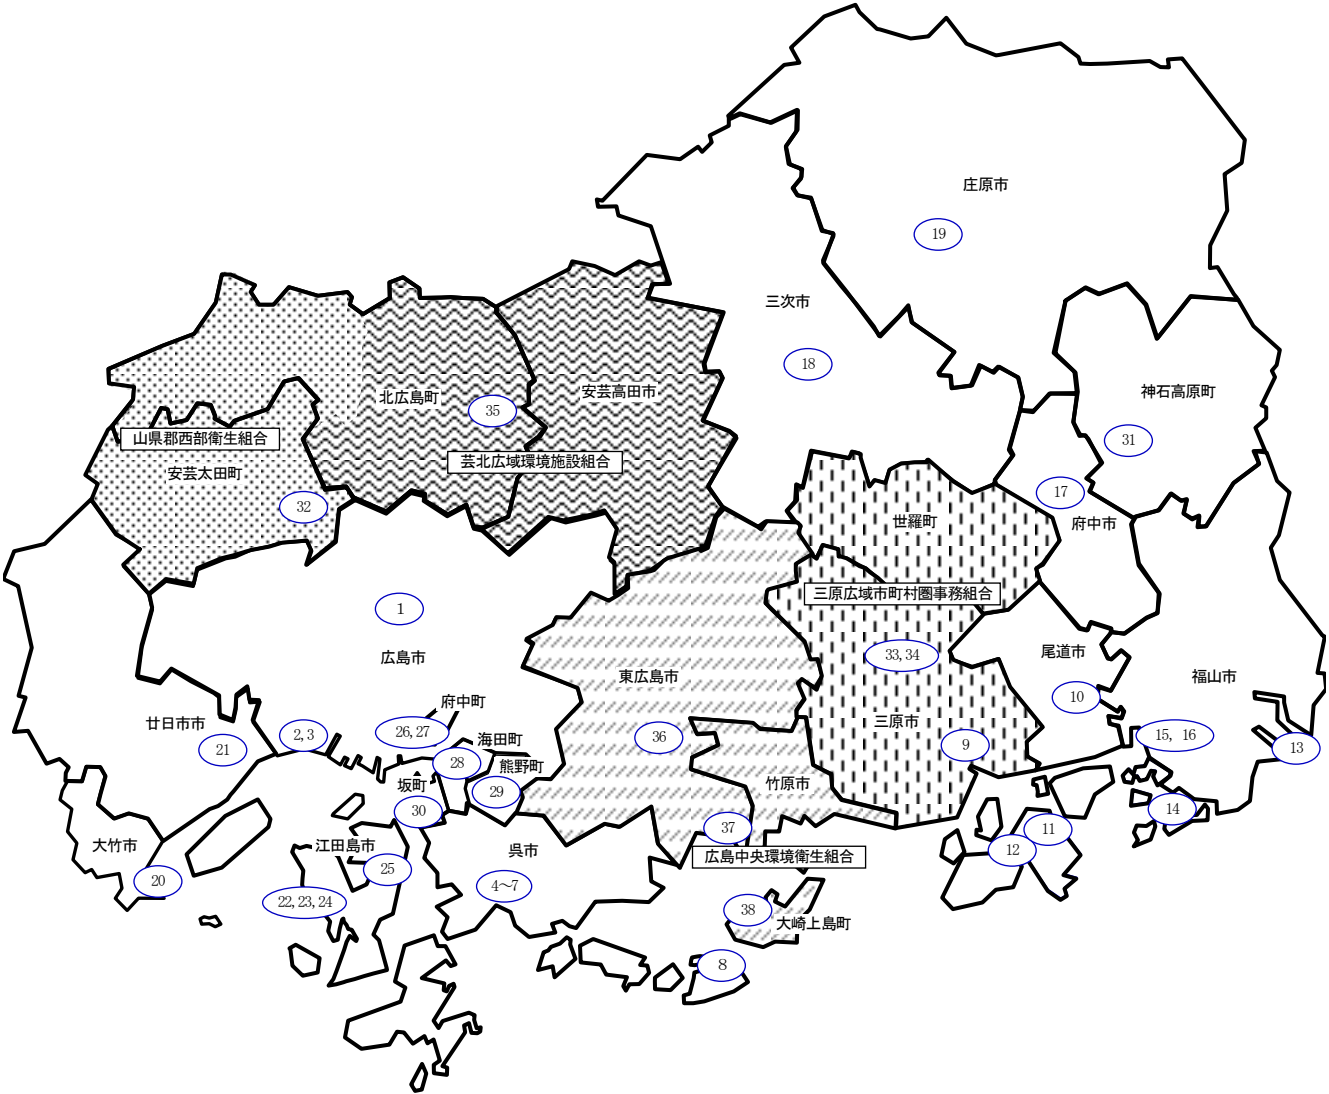 庄原市
19
三次市
18
神石高原町
31
北広島町
安芸高田市
35
山県郡西部衛生組合
芸北広域環境施設組合
安芸太田町
32
17
府中市
世羅町
三原広域市町村圏事務組合
1
広島市
33, 34
尾道市
東広島市
福山市
10
府中町
廿日市市
2, 3
26, 27
海田町
三原市
36
9
15, 16
13
21
28
熊野町
坂町
29
竹原市
30
14
大竹市
江田島市
呉市
37
11
12
広島中央環境衛生組合
25
20
4～7
22, 23, 24
38
大崎上島町
8